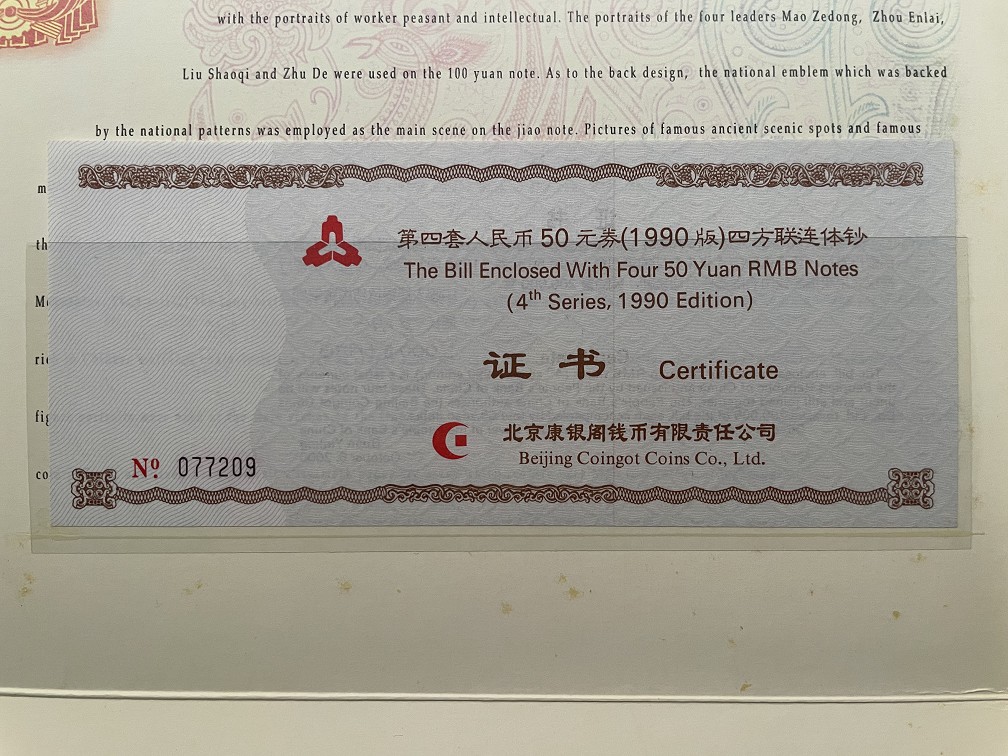 with the portraits of worker peasant and intellectual. The portraits of the four leaders Mao Zedong, Zhou Enlai,
Liu Shaoqi and Zhu De were used on the 100 yuan note. As to the back design, the national emblem which was backed
by the national patterns was employed as the main scene on the jiao note. Pictures of famous ancient scenic spots and famous
m
th
ric
fig
co
第四套人民币 50 元券(1990 版)四方联连体钞
The Bill Enclosed With Four 50 Yuan RMB Notes
(4th Series, 1990 Edition)
证书 Certificate
北京康银阁钱币有限责任公司
Beijing Coingot Coins Co., Ltd.
Nº 077209